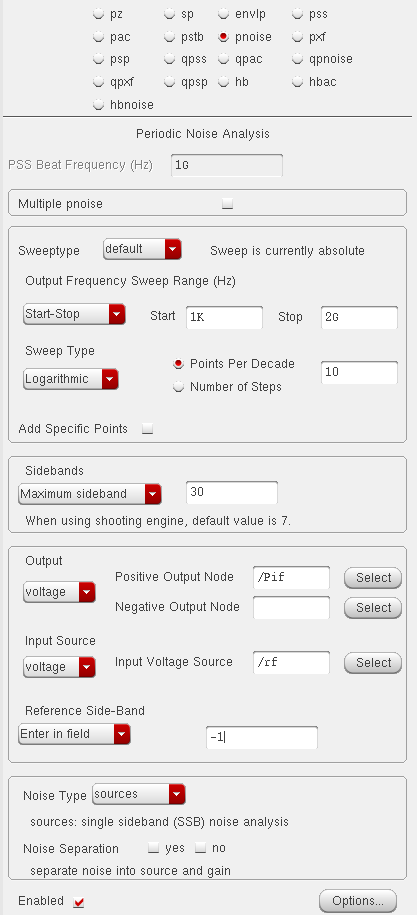 pz sp envlp pss
pac pstb pnoise pxf
psp qpss qpac qpnoise
qpxf qpsp hb hbac
hbnoise
Periodic Noise Analysis
PSS Beat Frequency (Hz) 1G
Multiple pnoise
Sweeptype default Sweep is currently absolute
Output Frequency Sweep Range (Hz)
Start-Stop Start 1K Stop 2G
Sweep Type
Logarithmic Points Per Decade 10
Number of Steps
Add Specific Points
Sidebands
Maximum sideband 30
When using shooting engine, default value is 7.
Output
voltage Positive Output Node /Pif Select
Negative Output Node Select
Input Source
voltage Input Voltage Source /rf Select
Reference Side-Band
Enter in field -1
Noise Type sources
sources: single sideband (SSB) noise analysis
Noise Separation yes no
separate noise into source and gain
Enabled Options...